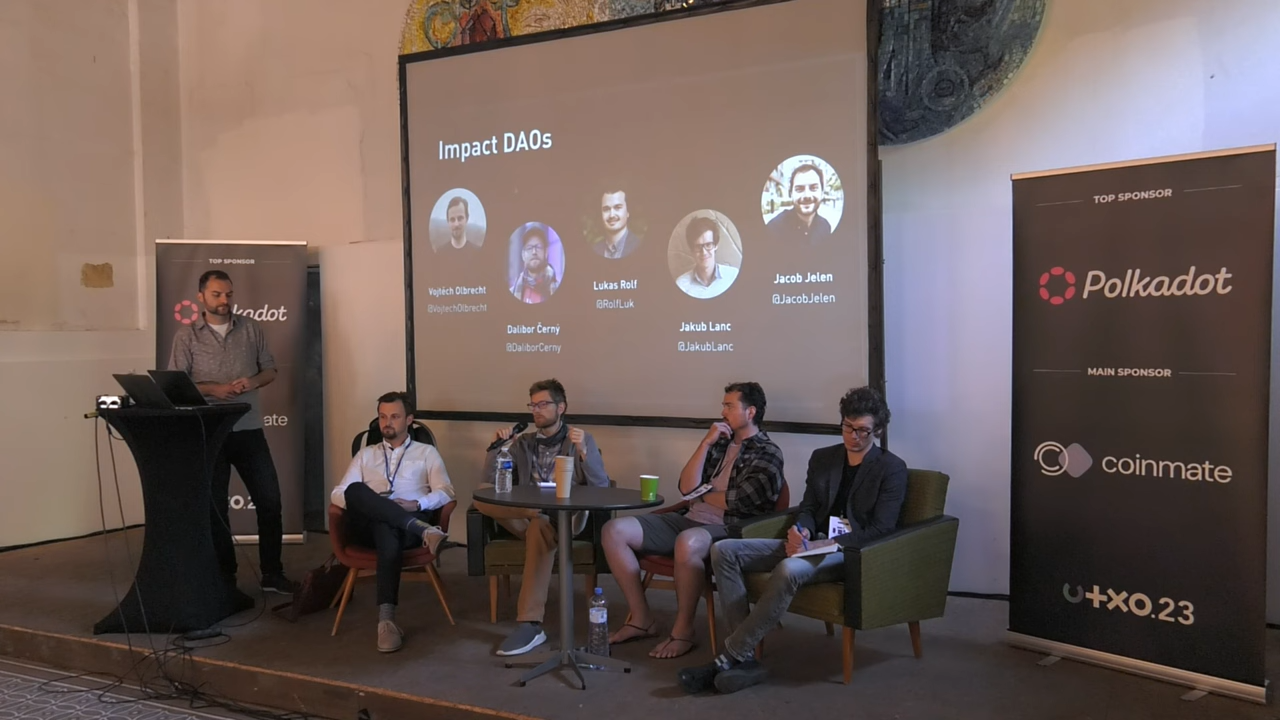 Impact DAOs
Vojtěch Olbrecht
@VojtechOlbrecht
Dalibor Černý
@DaliborCerny
Lukas Rolf
@RolfLuk
Jakub Lanc
@JakubLanc
Jacob Jelen
@JacobJelen
TOP SPONSOR
TOP SPONSOR
Polkadot
MAIN SPONSOR
coinmate
utxo.23